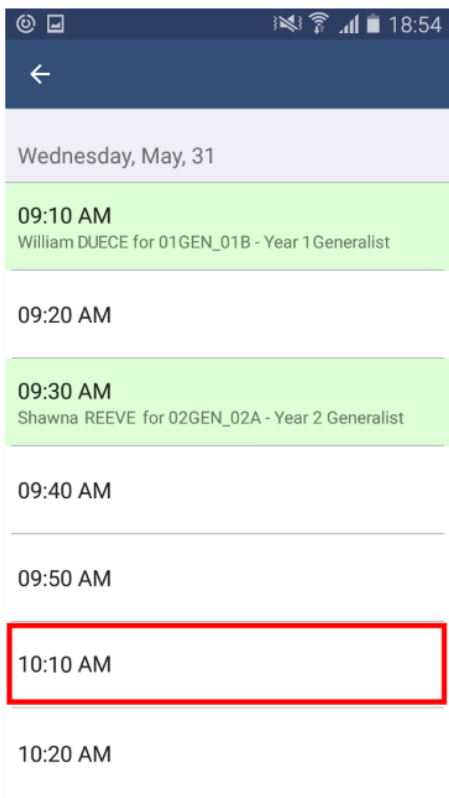 18:54
Wednesday, May, 31
09:10 AM
William DUECE for 01GEN_01B - Year 1Generalist
09:20 AM
09:30 AM
Shawna REEVE for 02GEN_02A - Year 2 Generalist
09:40 AM
09:50 AM
10:10 AM
10:20 AM